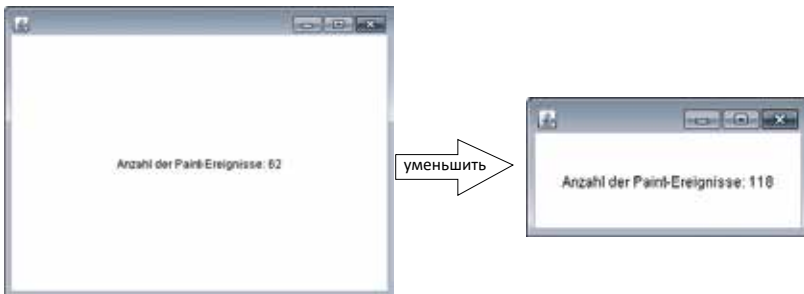 Anzahl der Paint-Ereignisse: 62
уменьшить
Anzahl der Paint-Ereignisse: 118